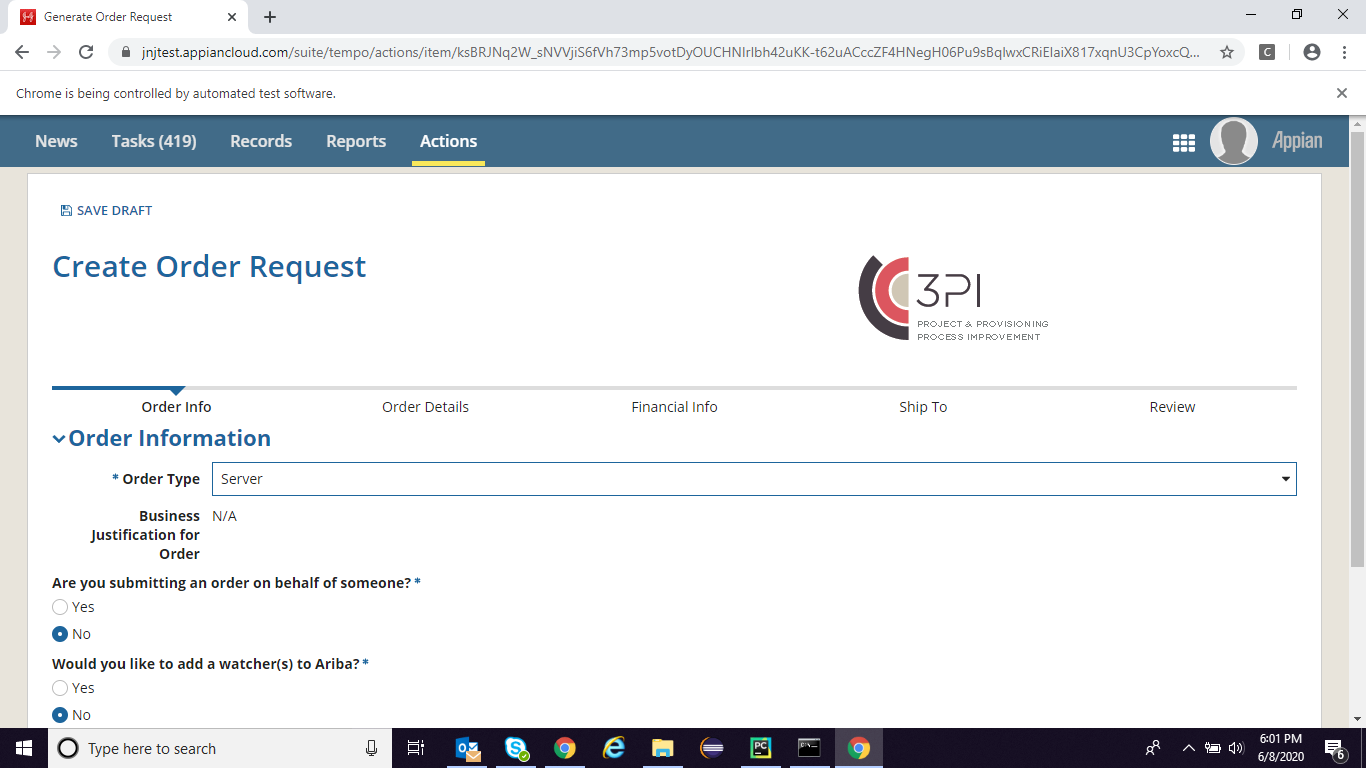 Generate Order Request
jnjtest.appiancloud.com/suite/tempo/actions/item/
Chrome is being controlled by automated test software.
News Tasks (419) Records Reports Actions Appian
SAVE DRAFT
Create Order Request
3PI
PROJECT & PROVISIONING
PROCESS IMPROVEMENT
Order Info Order Details Financial Info Ship To Review
Order Information
* Order Type Server
Business Justification for Order N/A
Are you submitting an order on behalf of someone? *
Yes
No
Would you like to add a watcher(s) to Ariba? *
Yes
No
Type here to search
6:01 PM
6/8/2020
6